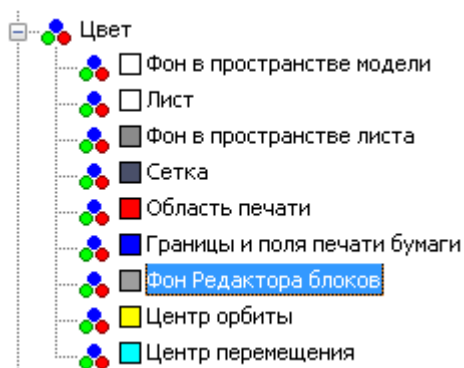 Цвет
Фон в пространстве модели
Лист
Фон в пространстве листа
Сетка
Область печати
Границы и поля печати бумаги
Фон Редактора блоков
Центр орбиты
Центр перемещения